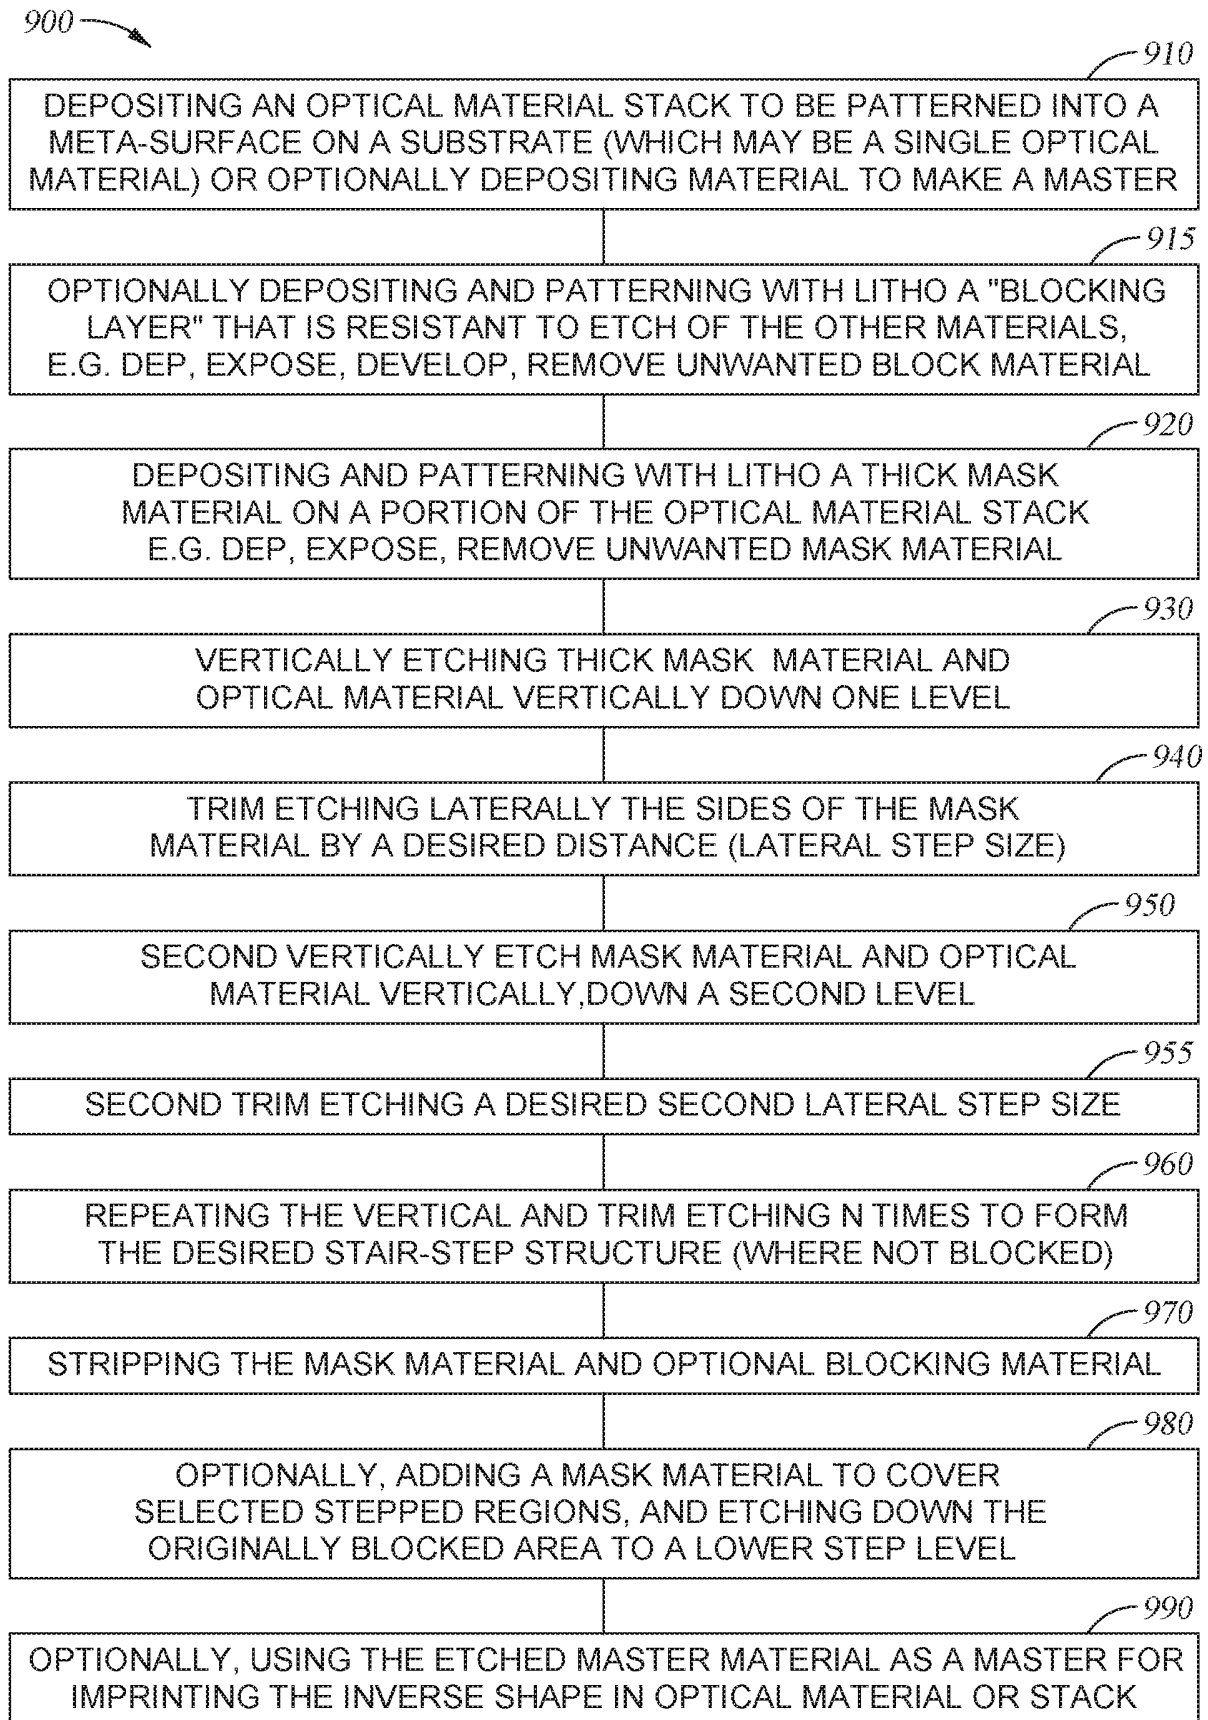 900
910
DEPOSITING AN OPTICAL MATERIAL STACK TO BE PATTERNED INTO A
META-SURFACE ON A SUBSTRATE (WHICH MAY BE A SINGLE OPTICAL
MATERIAL) OR OPTIONALLY DEPOSITING MATERIAL TO MAKE A MASTER
915
OPTIONALLY DEPOSITING AND PATTERNING WITH LITHO A "BLOCKING
LAYER" THAT IS RESISTANT TO ETCH OF THE OTHER MATERIALS,
E.G. DEP, EXPOSE, DEVELOP, REMOVE UNWANTED BLOCK MATERIAL
920
DEPOSITING AND PATTERNING WITH LITHO A THICK MASK
MATERIAL ON A PORTION OF THE OPTICAL MATERIAL STACK
E.G. DEP, EXPOSE, REMOVE UNWANTED MASK MATERIAL
930
VERTICALLY ETCHING THICK MASK MATERIAL AND
OPTICAL MATERIAL VERTICALLY DOWN ONE LEVEL
940
TRIM ETCHING LATERALLY THE SIDES OF THE MASK
MATERIAL BY A DESIRED DISTANCE (LATERAL STEP SIZE)
950
SECOND VERTICALLY ETCH MASK MATERIAL AND OPTICAL
MATERIAL VERTICALLY,DOWN A SECOND LEVEL
955
SECOND TRIM ETCHING A DESIRED SECOND LATERAL STEP SIZE
960
REPEATING THE VERTICAL AND TRIM ETCHING N TIMES TO FORM
THE DESIRED STAIR-STEP STRUCTURE (WHERE NOT BLOCKED)
970
STRIPPING THE MASK MATERIAL AND OPTIONAL BLOCKING MATERIAL
980
OPTIONALLY, ADDING A MASK MATERIAL TO COVER
SELECTED STEPPED REGIONS, AND ETCHING DOWN THE
ORIGINALLY BLOCKED AREA TO A LOWER STEP LEVEL
990
OPTIONALLY, USING THE ETCHED MASTER MATERIAL AS A MASTER FOR
IMPRINTING THE INVERSE SHAPE IN OPTICAL MATERIAL OR STACK